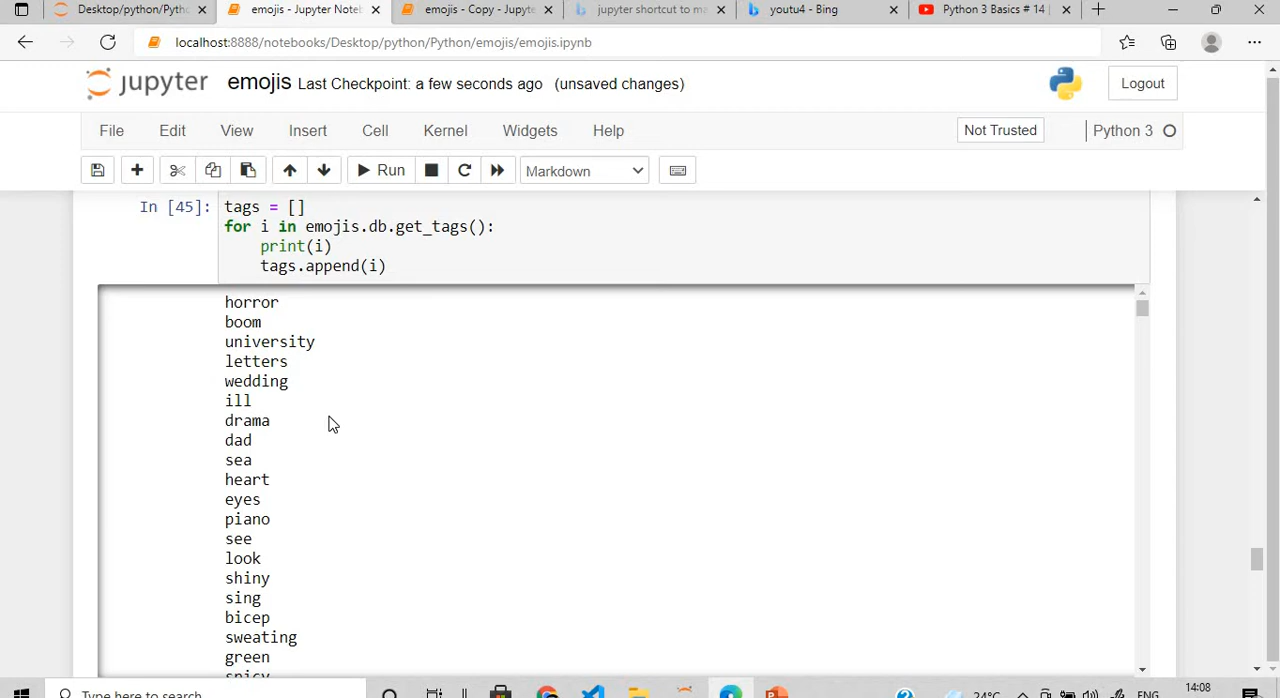 Desktop/python/Pytho
emojis - Jupyter Note
emojis - Copy - Jupyte
jupyter shortcut to ma
youtu4 - Bing
Python 3 Basics # 14 |
localhost:8888/notebooks/Desktop/python/Python/emojis/emojis.ipynb
jupyter emojis Last Checkpoint: a few seconds ago (unsaved changes)
Logout
File Edit View Insert Cell Kernel Widgets Help
Not Trusted
Python 3
Run
Markdown
In [45]: tags = []
for i in emojis.db.get_tags():
print(i)
tags.append(i)
horror
boom
university
letters
wedding
ill
drama
dad
sea
heart
eyes
piano
see
look
shiny
sing
bicep
sweating
green
spicy
Type here to search
24°C
ENG
14:08